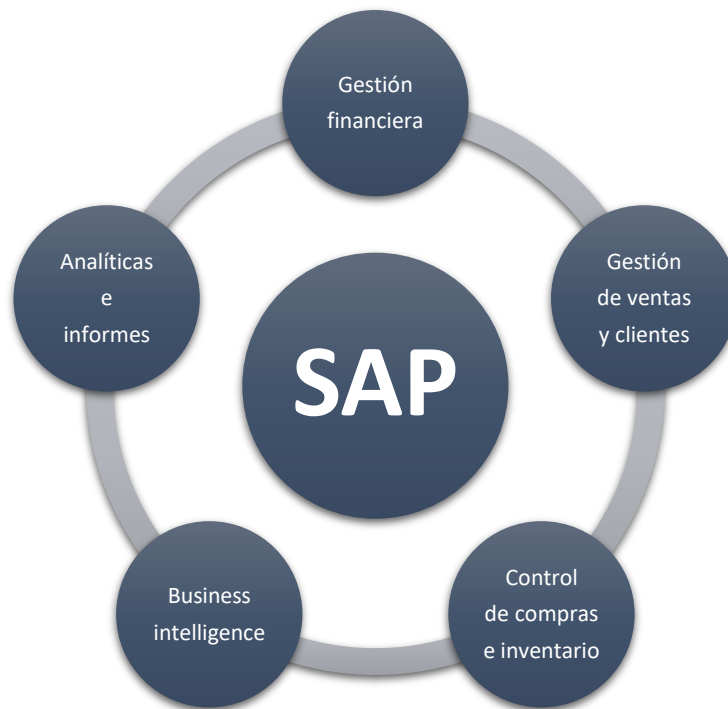 Gestión
financiera
Gestión
de ventas
y clientes
Control
de compras
e inventario
Business
intelligence
Analíticas
e
informes
SAP